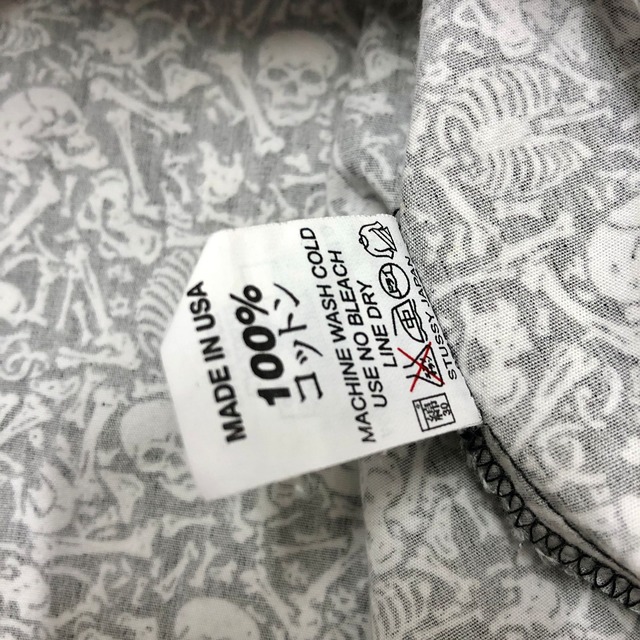 MADE IN USA
100%
コットン
MACHINE WASH COLD
USE NO BLEACH
LINE DRY
STUSSY JAPAN